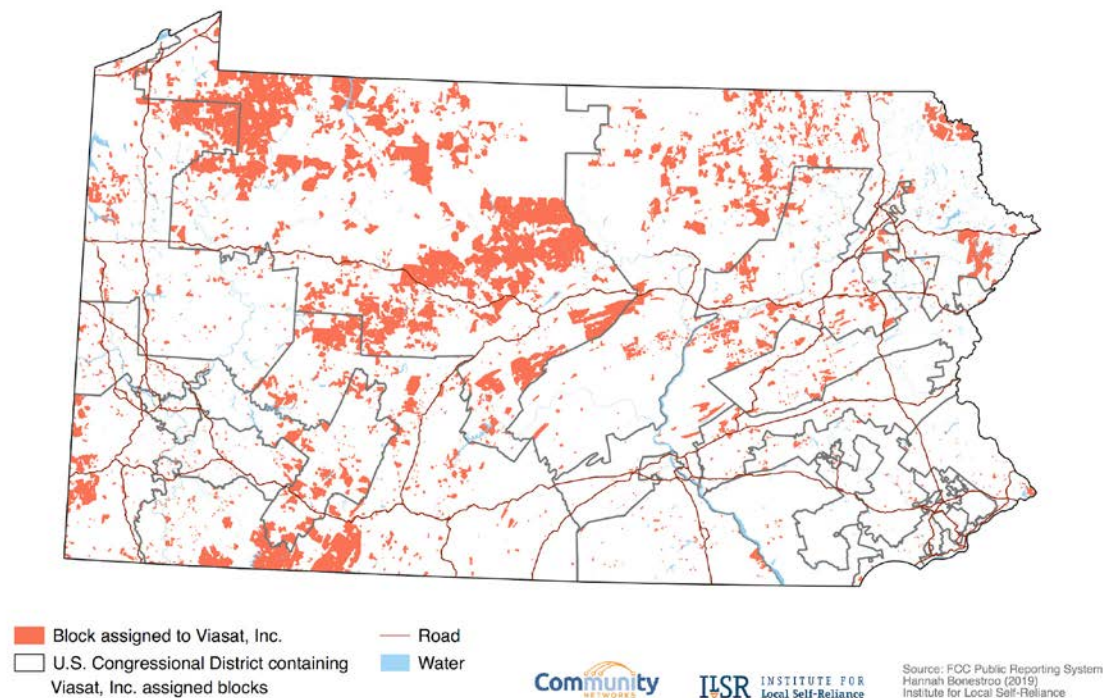 Block assigned to Viasat, Inc.
U.S. Congressional District containing
Viasat, Inc. assigned blocks
Road
Water
Community
NETWORKS
ILSR
INSTITUTE FOR
Local Self-Reliance
Source: FCC Public Reporting System
Hannah Bonestroo (2019)
Institute for Local Self-Reliance